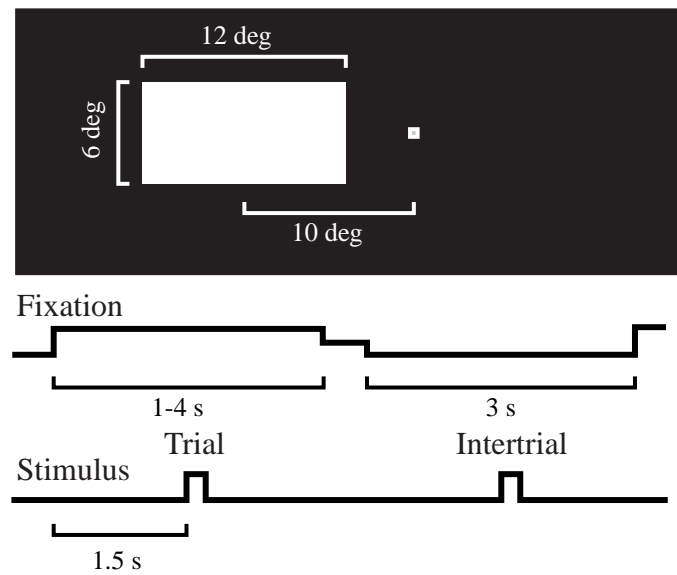 12 deg
6 deg
10 deg
Fixation
1-4 s
3 s
Trial
Intertrial
Stimulus
1.5 s